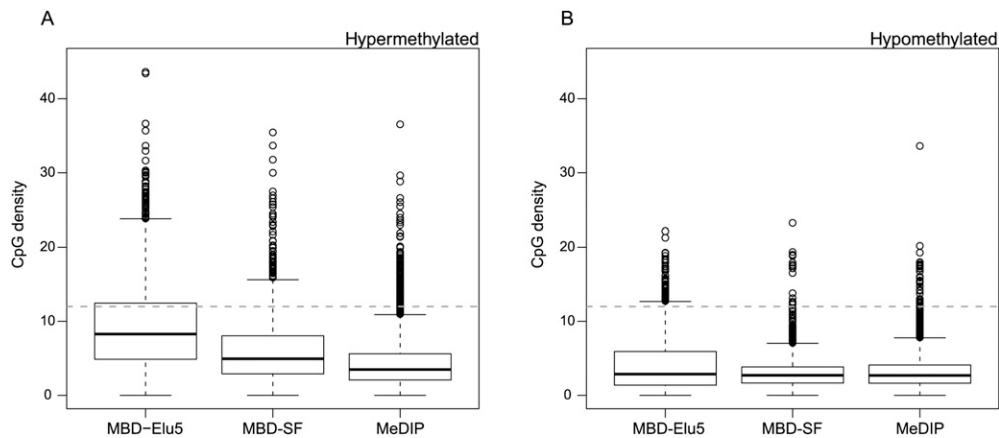 A
Hypermethylated
CpG density
40
30
20
10
0
MBD−Elu5
MBD-SF
MeDIP
B
Hypomethylated
CpG density
40
30
20
10
0
MBD-Elu5
MBD-SF
MeDIP